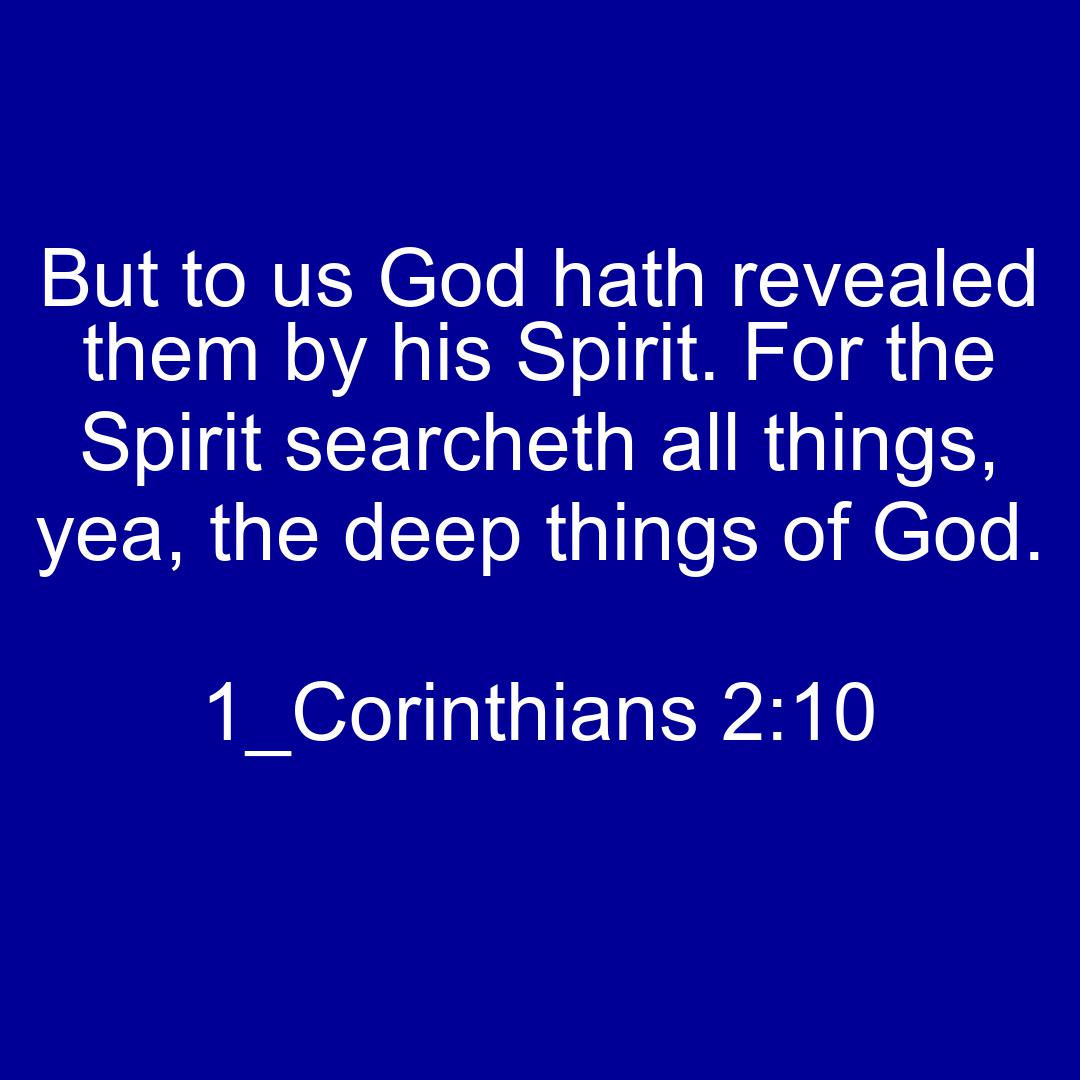 But to us God hath revealed
them by his Spirit. For the
Spirit searcheth all things,
yea, the deep things of God.
1_Corinthians 2:10